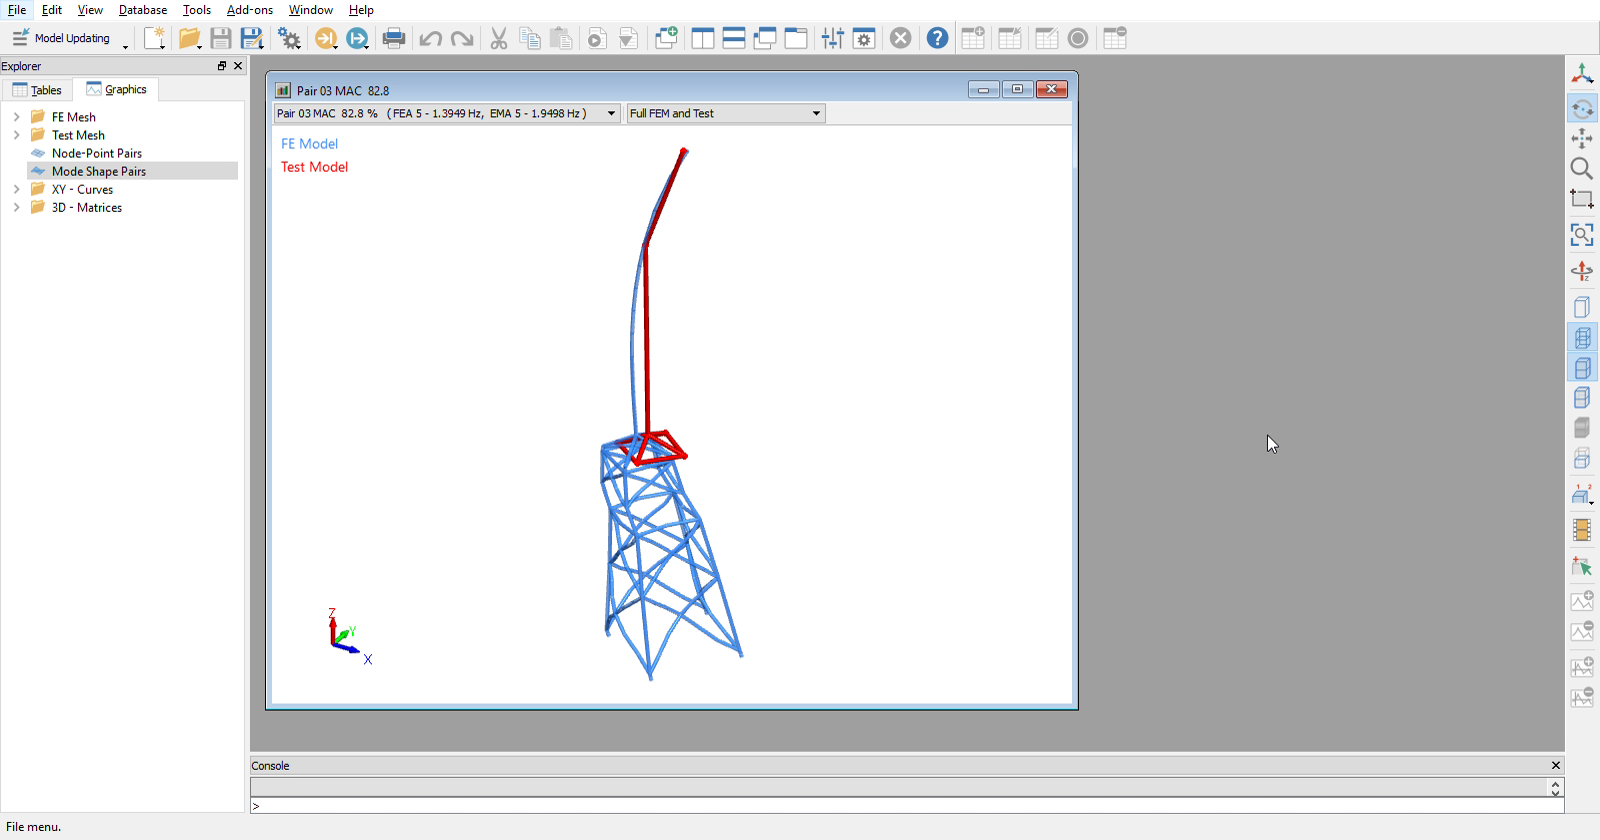 File Edit View Database Tools Add-ons Window Help
Model Updating
Explorer
Tables Graphics
FE Mesh
Test Mesh
Node-Point Pairs
Mode Shape Pairs
XY - Curves
3D - Matrices
Pair 03 MAC 82.8
Pair 03 MAC 82.8 % ( FEA 5 - 1.3949 Hz, EMA 5 - 1.9498 Hz ) Full FEM and Test
FE Model
Test Model
Z
Y
X
z
1 2
Console
>
File menu.